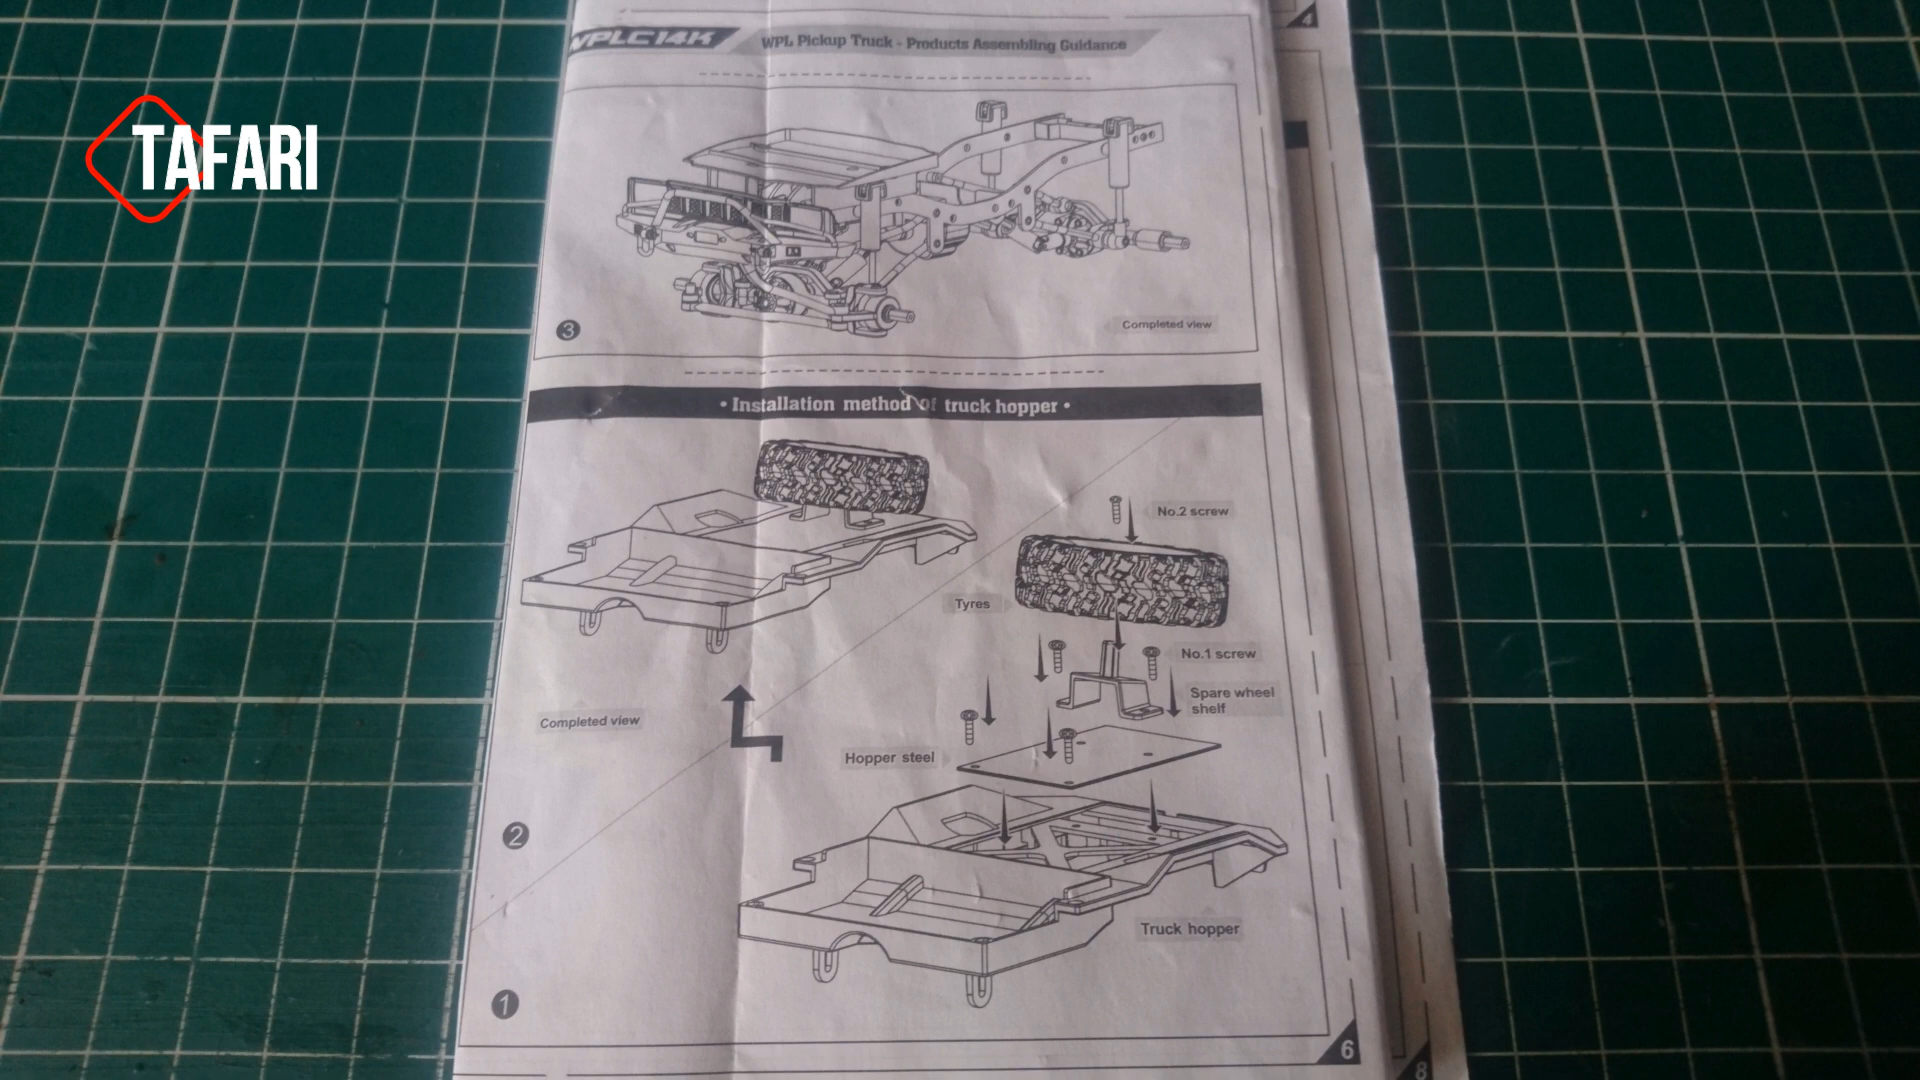 TAFARI
WPLC14K
WPL Pickup Truck - Products Assembling Guidance
4
3
Completed view
• Installation method of truck hopper •
No.2 screw
Tyres
No.1 screw
Spare wheel
shelf
Completed view
Hopper steel
2
Truck hopper
1
6
8